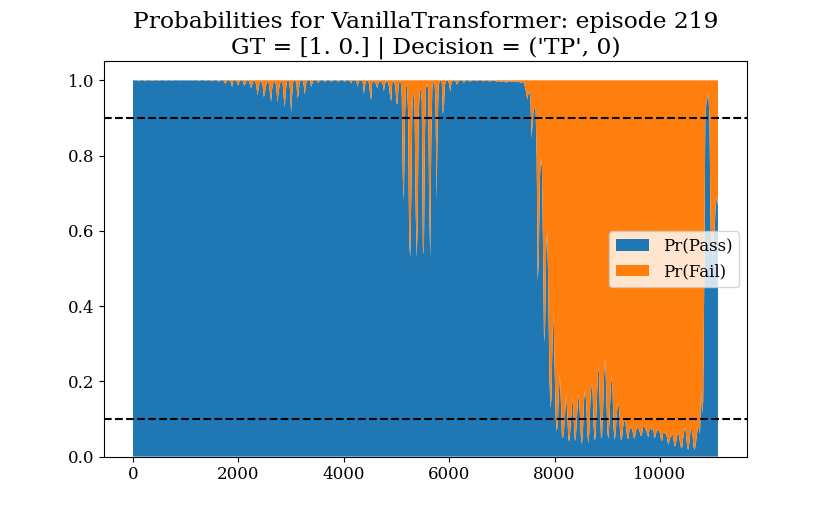 Probabilities for VanillaTransformer: episode 219
GT = [1. 0.] | Decision = ('TP', 0)
1.0
0.8
0.6
0.4
0.2
0.0
Pr(Pass)
Pr(Fail)
0 2000 4000 6000 8000 10000